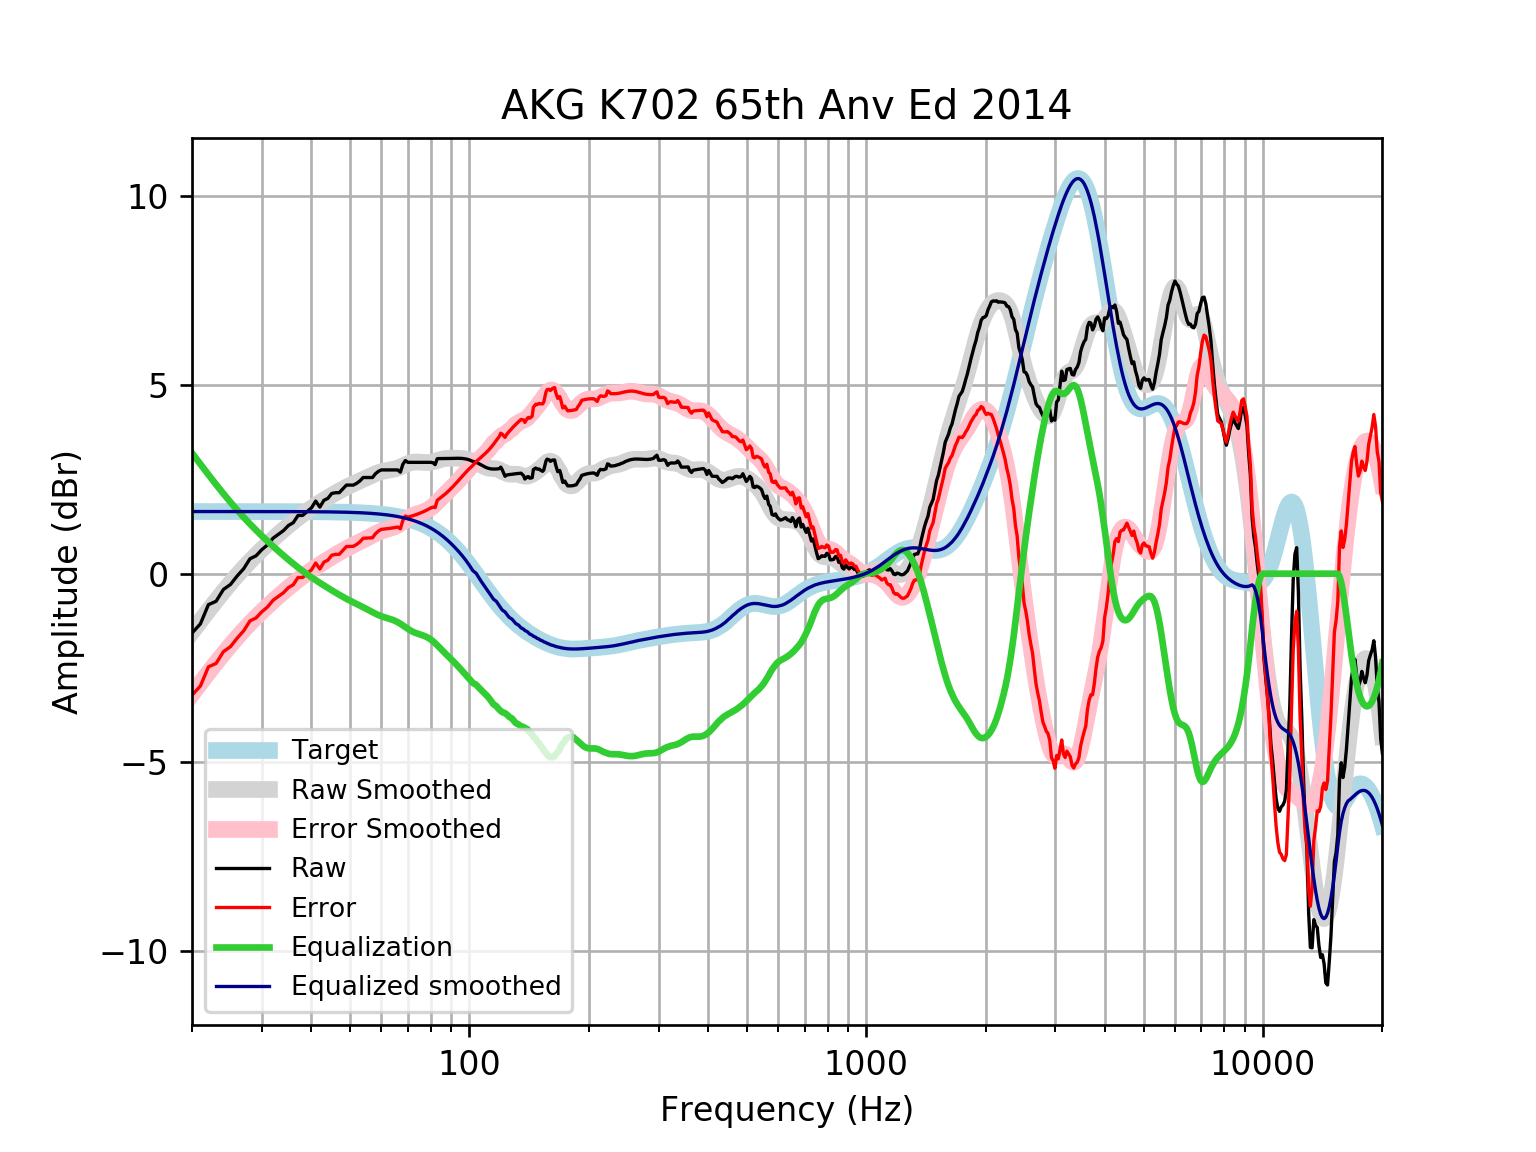 AKG K702 65th Anv Ed 2014
Amplitude (dBr)
10
5
0
−5
−10
Target
Raw Smoothed
Error Smoothed
Raw
Error
Equalization
Equalized smoothed
100 1000 10000
Frequency (Hz)